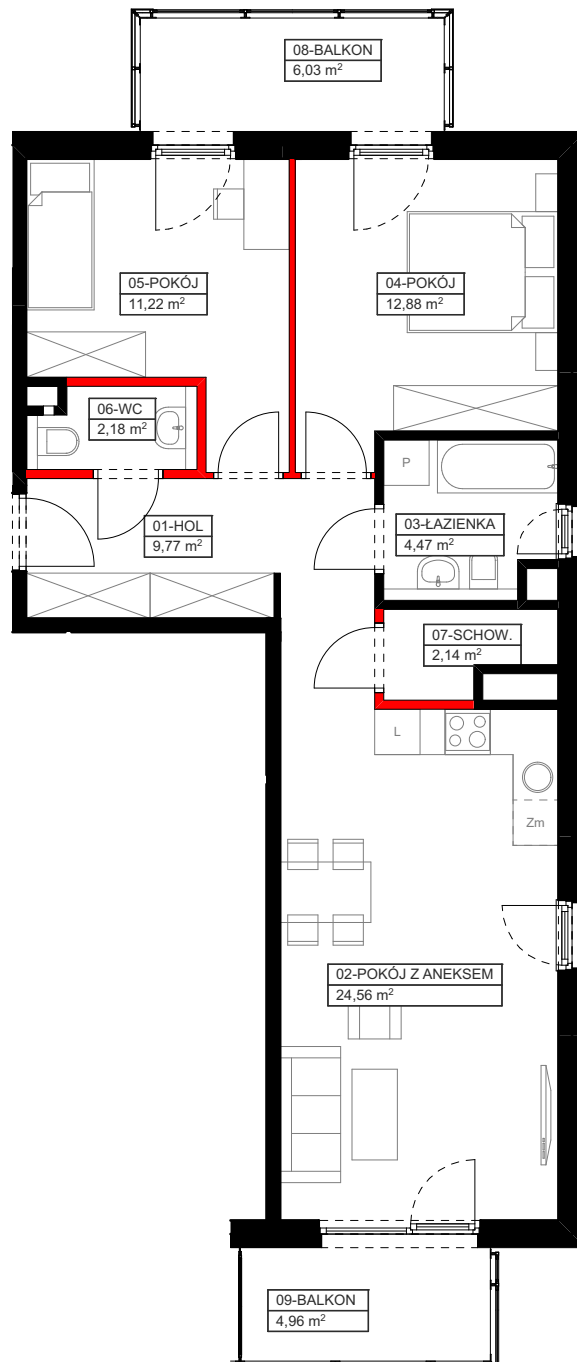 08-BALKON
6,03 m²
05-POKÓJ
11,22 m²
04-POKÓJ
12,88 m²
06-WC
2,18 m²
P
01-HOL
9,77 m²
03-ŁAZIENKA
4,47 m²
07-SCHOW.
2,14 m²
L
Zm
02-POKÓJ Z ANEKSEM
24,56 m²
09-BALKON
4,96 m²